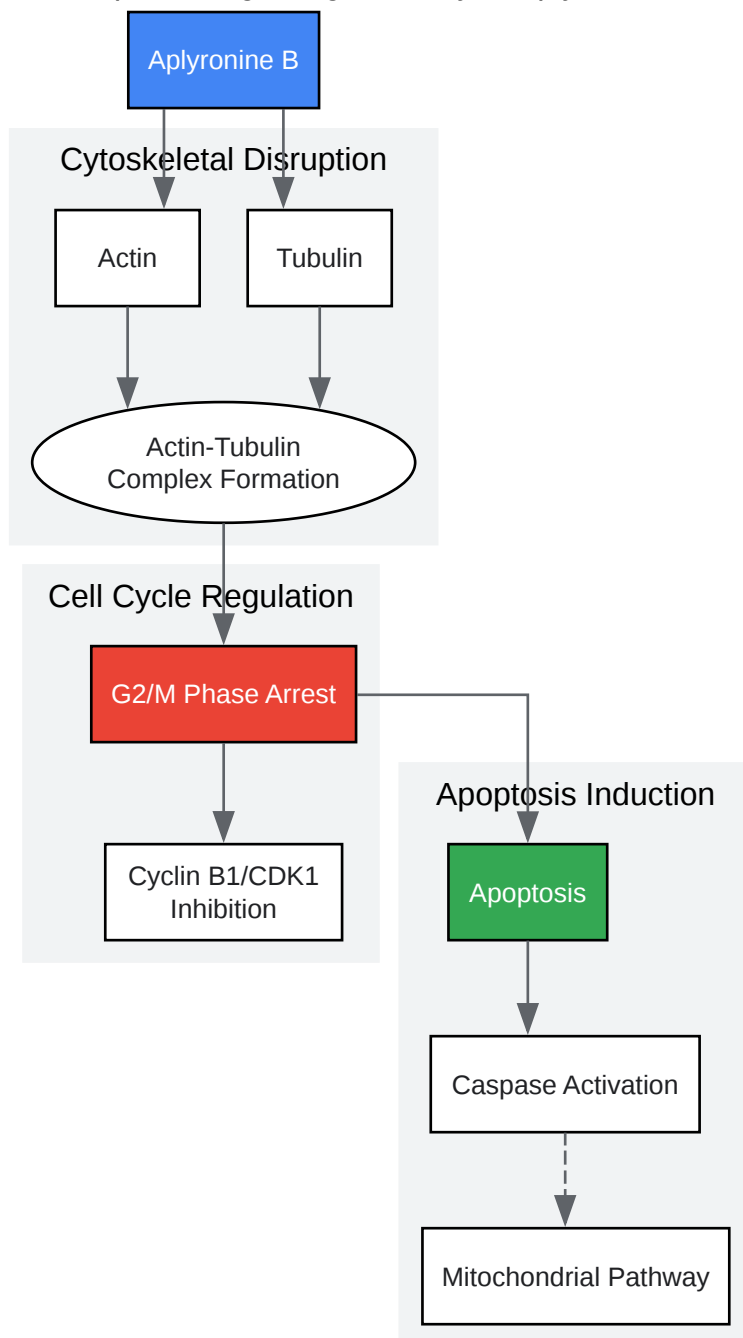 Aplyronine B
Cytoskeletal Disruption
Actin
Tubulin
Actin-Tubulin
Complex Formation
Cell Cycle Regulation
G2/M Phase Arrest
Apoptosis Induction
Cyclin B1/CDK1
Inhibition
Apoptosis
Caspase Activation
Mitochondrial Pathway